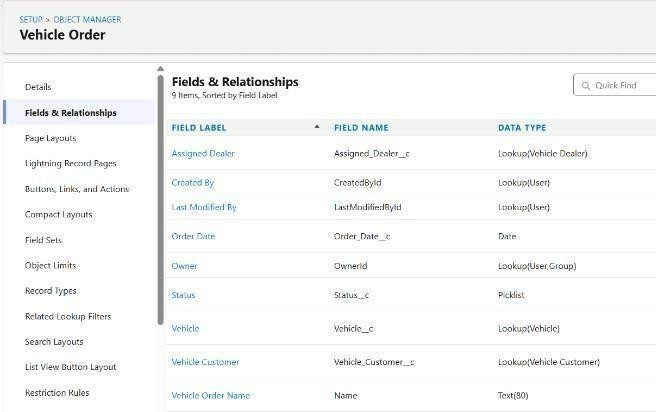 SETUP > OBJECT MANAGER
Vehicle Order
Details
Fields & Relationships
Page Layouts
Lightning Record Pages
Buttons, Links, and Actions
Compact Layouts
Field Sets
Object Limits
Record Types
Related Lookup Filters
Search Layouts
List View Button Layout
Restriction Rules
Fields & Relationships
9 Items, Sorted by Field Label
Quick Find
FIELD LABEL FIELD NAME DATA TYPE
Assigned Dealer Assigned_Dealer__c Lookup(Vehicle Dealer)
Created By CreatedById Lookup(User)
Last Modified By LastModifiedById Lookup(User)
Order Date Order_Date__c Date
Owner OwnerId Lookup(User,Group)
Status Status__c Picklist
Vehicle Vehicle__c Lookup(Vehicle)
Vehicle Customer Vehicle_Customer__c Lookup(Vehicle Customer)
Vehicle Order Name Name Text(80)